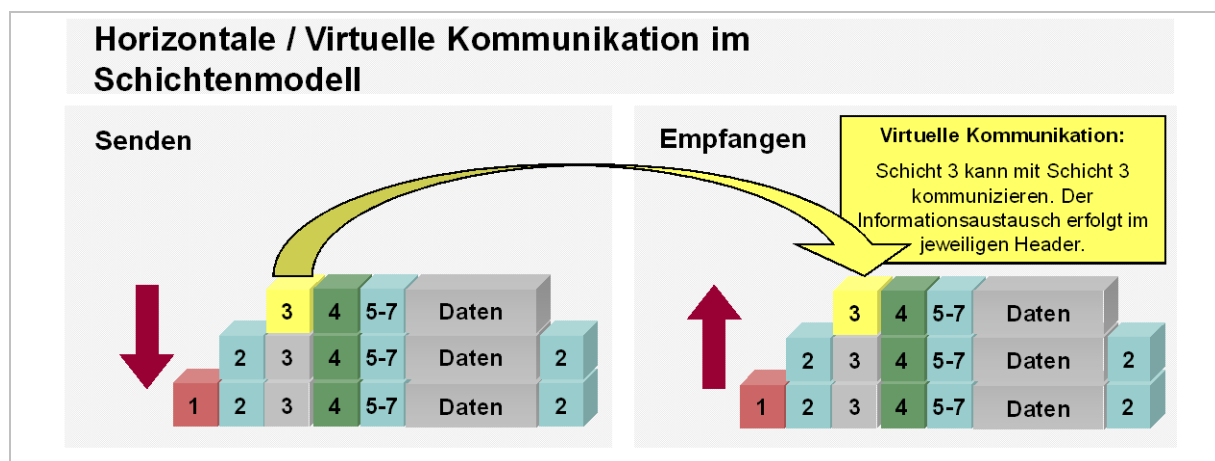 Horizontale / Virtuelle Kommunikation im
Schichtenmodell
Senden
3 4 5-7 Daten
2 3 4 5-7 Daten 2
1 2 3 4 5-7 Daten 2
Empfangen
Virtuelle Kommunikation:
Schicht 3 kann mit Schicht 3
kommunizieren. Der
Informationsaustausch erfolgt im
jeweiligen Header.
3 4 5-7 Daten
2 3 4 5-7 Daten 2
1 2 3 4 5-7 Daten 2